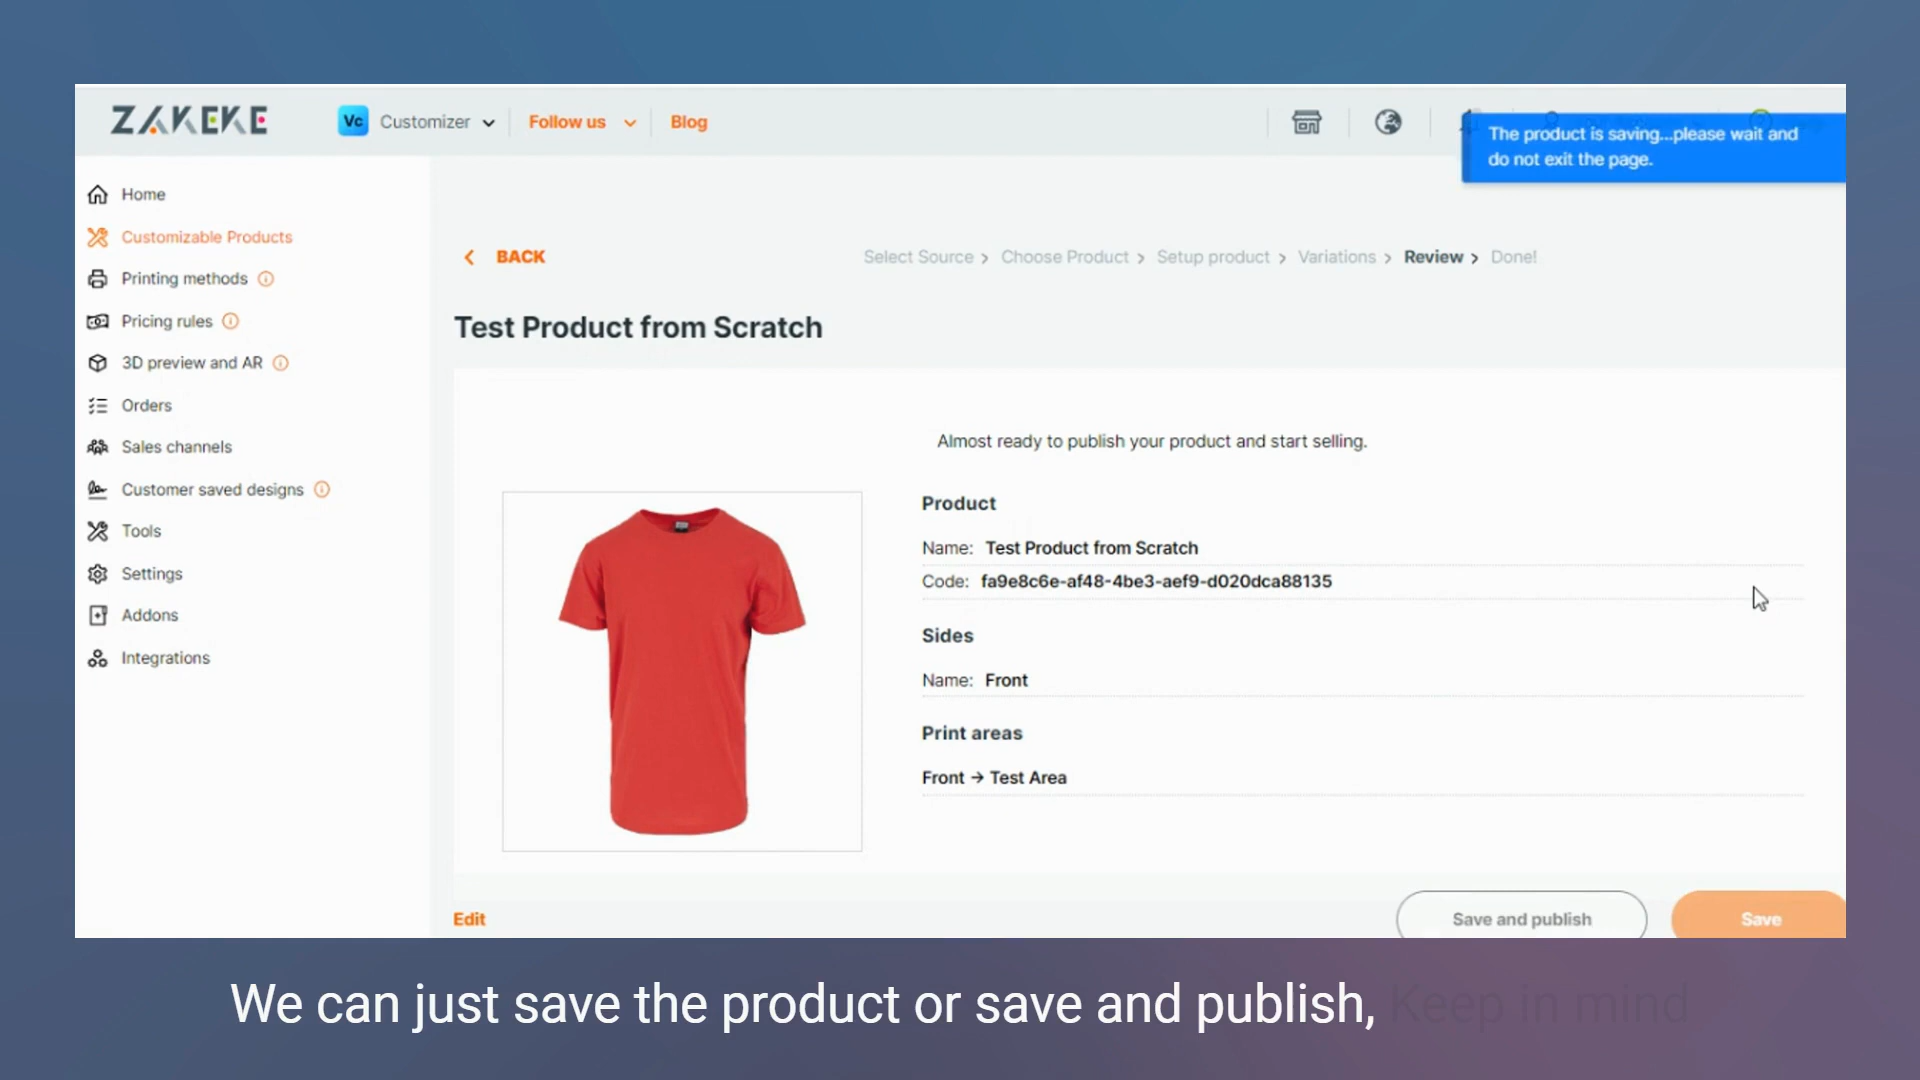 ZAKEKE
Vc Customizer
Follow us
Blog
The product is saving...please wait and
do not exit the page.
Home
Customizable Products
Printing methods
Pricing rules
3D preview and AR
Orders
Sales channels
Customer saved designs
Tools
Settings
Addons
Integrations
BACK
Select Source > Choose Product > Setup product > Variations > Review > Done!
Test Product from Scratch
Almost ready to publish your product and start selling.
Product
Name: Test Product from Scratch
Code: fa9e8c6e-af48-4be3-aef9-d020dca88135
Sides
Name: Front
Print areas
Front → Test Area
Edit
Save and publish
Save
We can just save the product or save and publish, Keep in mind